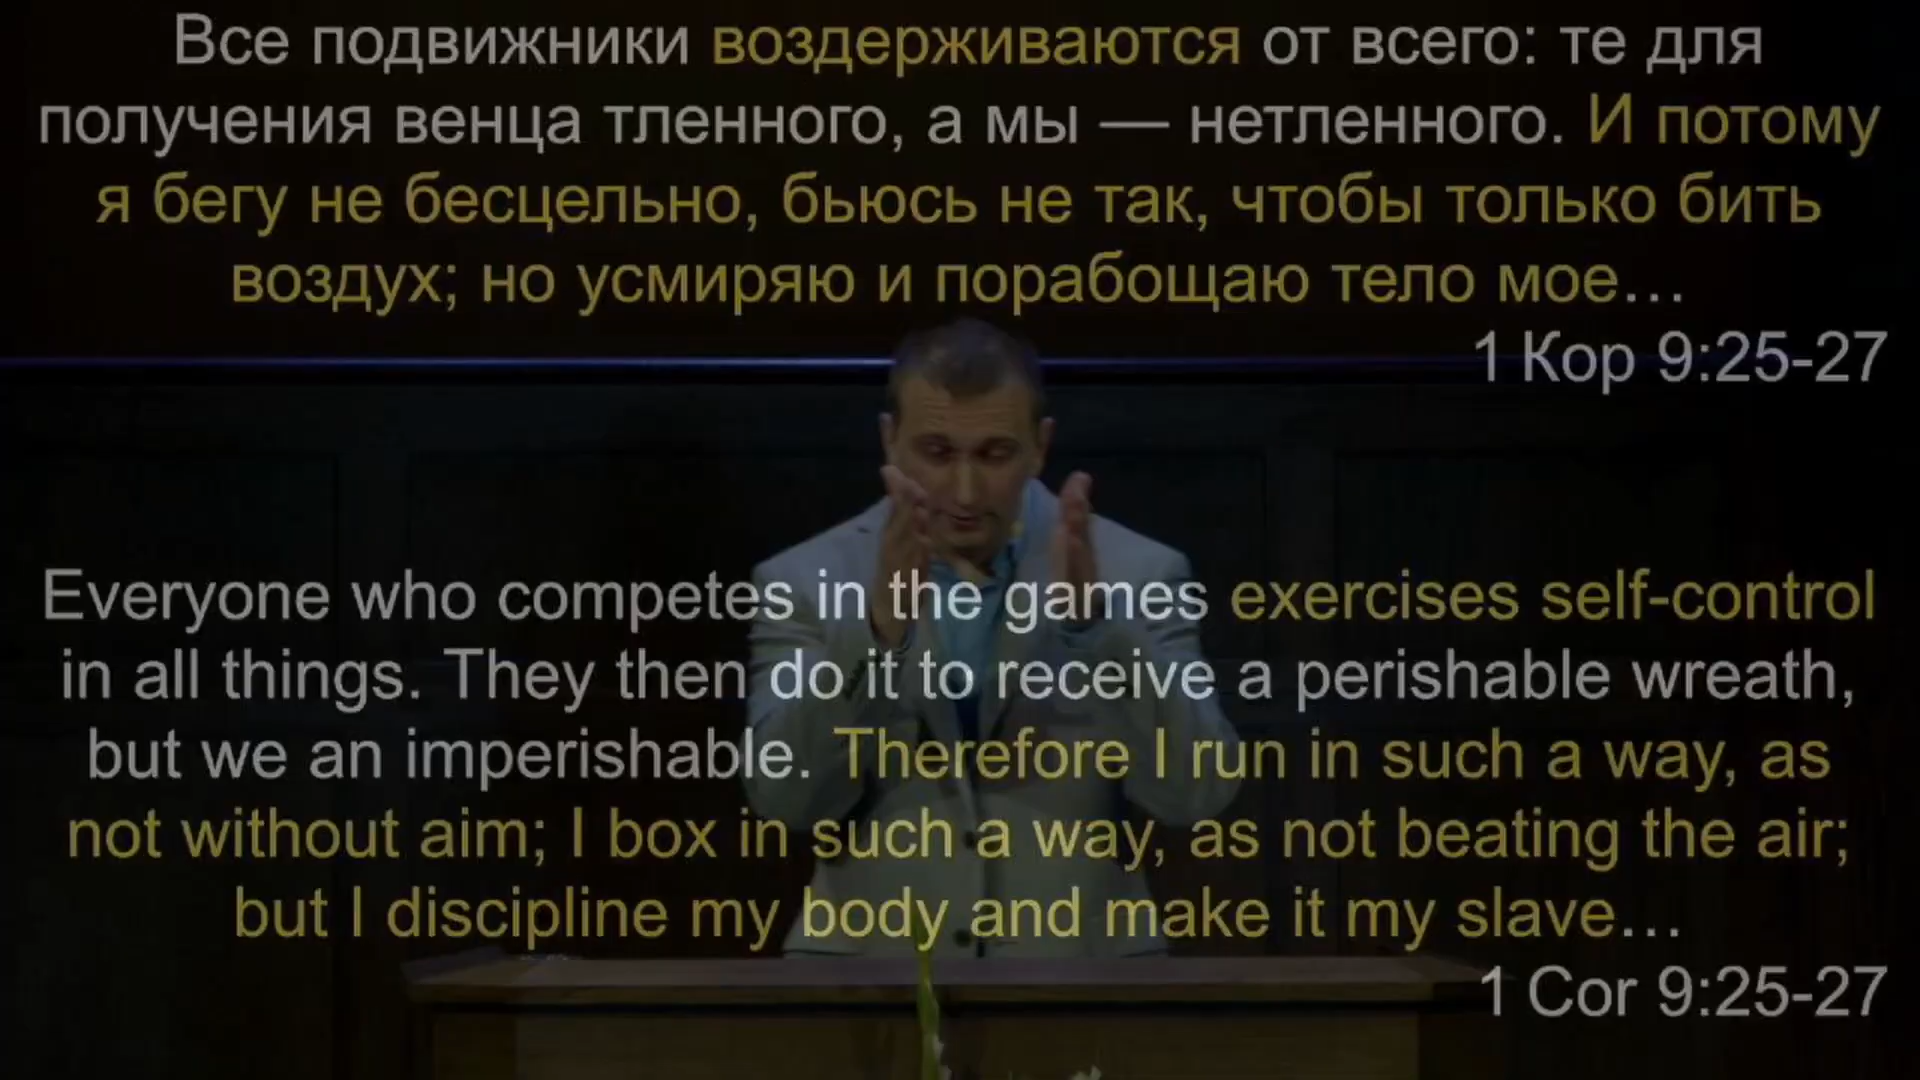 Все подвижники воздерживаются от всего: те для
получения венца тленного, а мы — нетленного. И потому
я бегу не бесцельно, бьюсь не так, чтобы только бить
воздух; но усмиряю и порабощаю тело мое…
1 Кор 9:25-27
Everyone who competes in the games exercises self-control
in all things. They then do it to receive a perishable wreath,
but we an imperishable. Therefore I run in such a way, as
not without aim; I box in such a way, as not beating the air;
but I discipline my body and make it my slave…
1 Cor 9:25-27